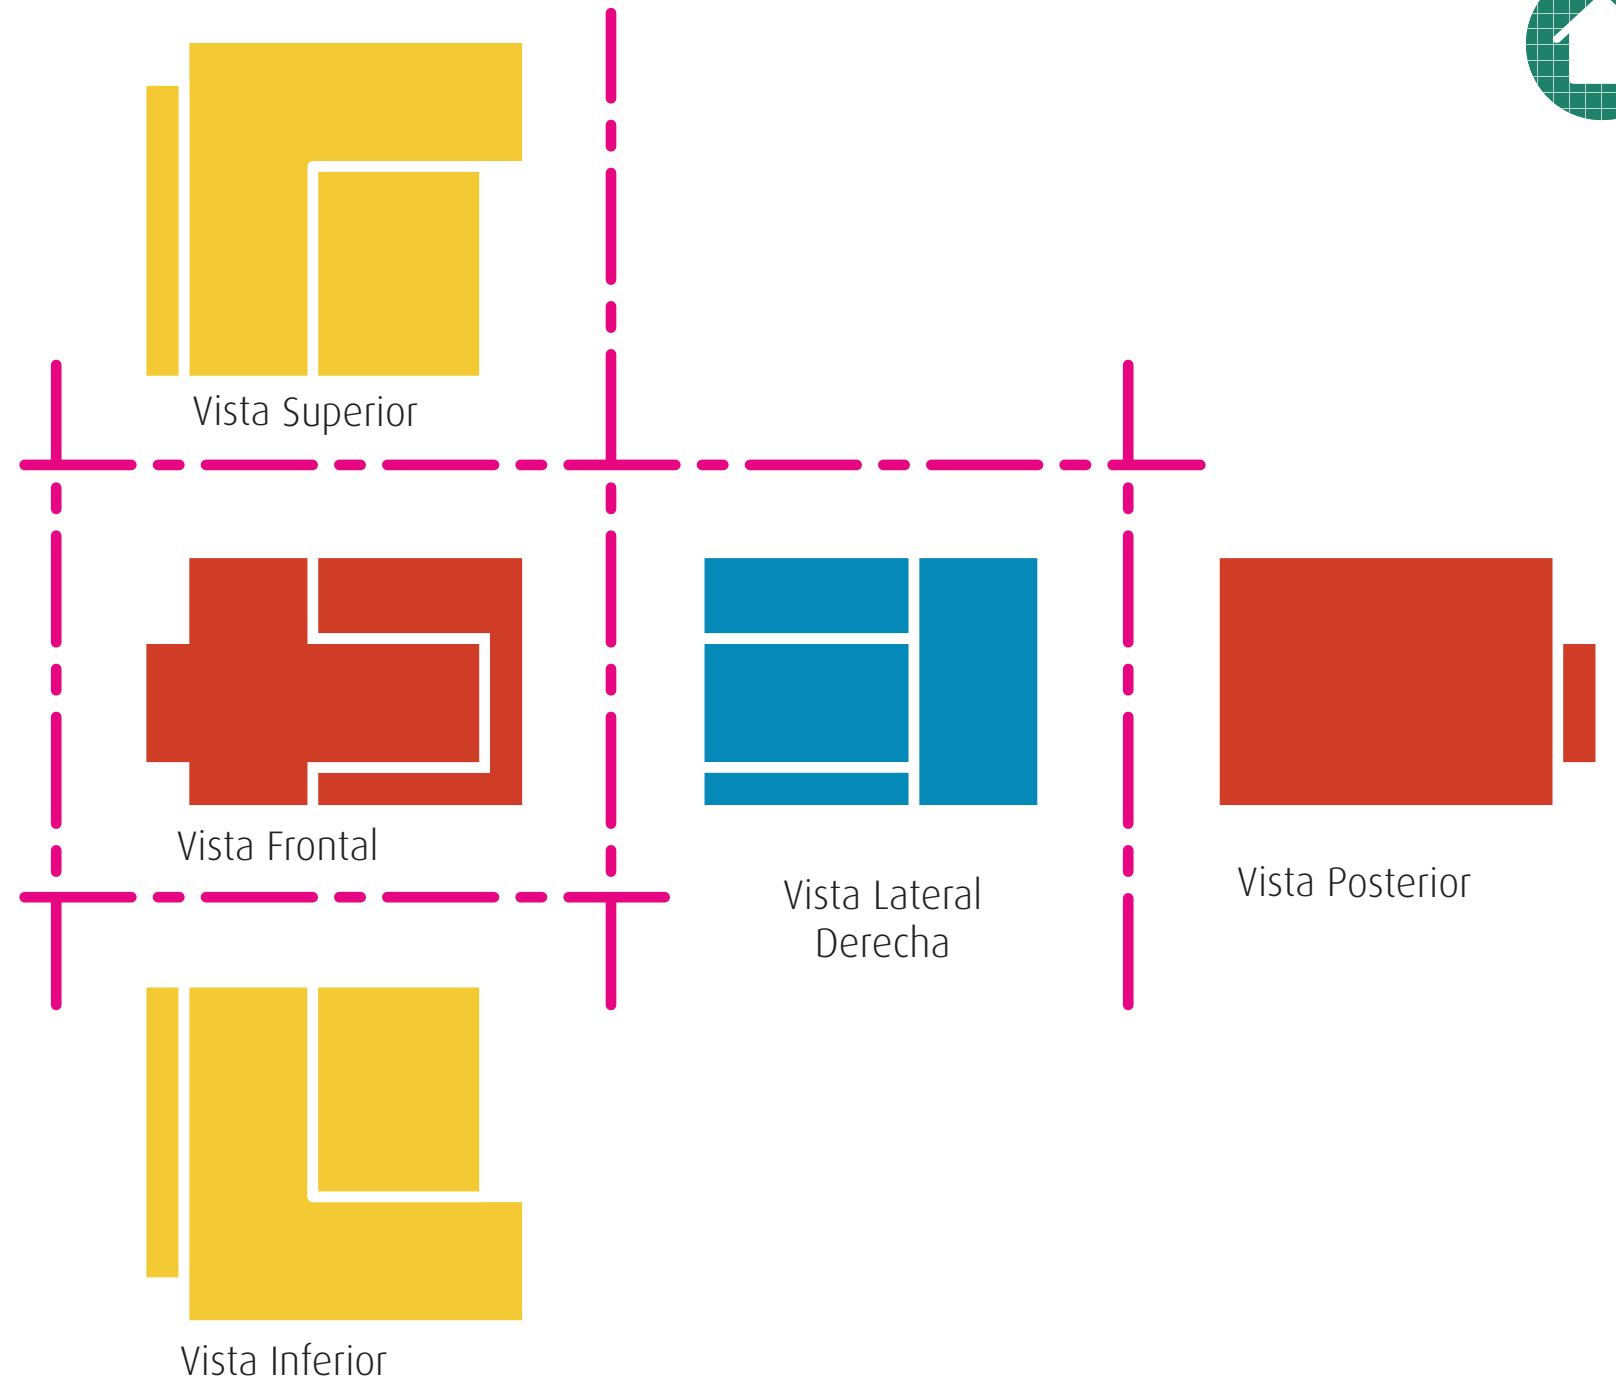 Vista Superior
Vista Frontal
Vista Lateral
Derecha
Vista Posterior
Vista Inferior